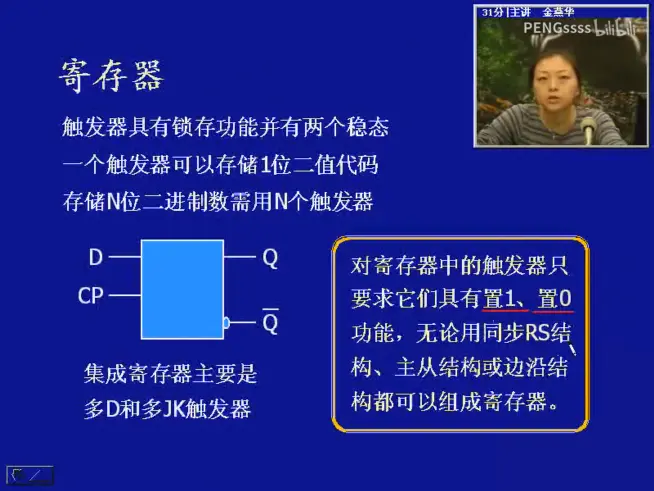 31分|主讲 金燕华
PENGssss bilibili
寄存器
触发器具有锁存功能并有两个稳态
一个触发器可以存储1位二值代码
存储N位二进制数需用N个触发器
D
Q
CP
Q̅
集成寄存器主要是
多D和多JK触发器
对寄存器中的触发器只
要求它们具有置1、置0
功能，无论用同步RS结
构、主从结构或边沿结
构都可以组成寄存器。